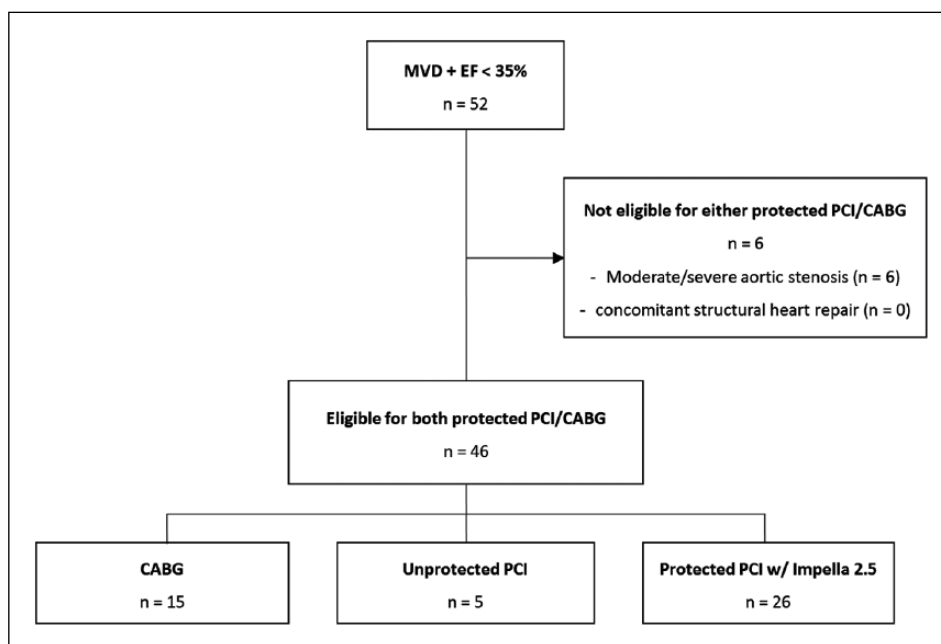 MVD + EF < 35%
n = 52
Not eligible for either protected PCI/CABG
n = 6
- Moderate/severe aortic stenosis (n = 6)
- concomitant structural heart repair (n = 0)
Eligible for both protected PCI/CABG
n = 46
CABG
n = 15
Unprotected PCI
n = 5
Protected PCI w/ Impella 2.5
n = 26